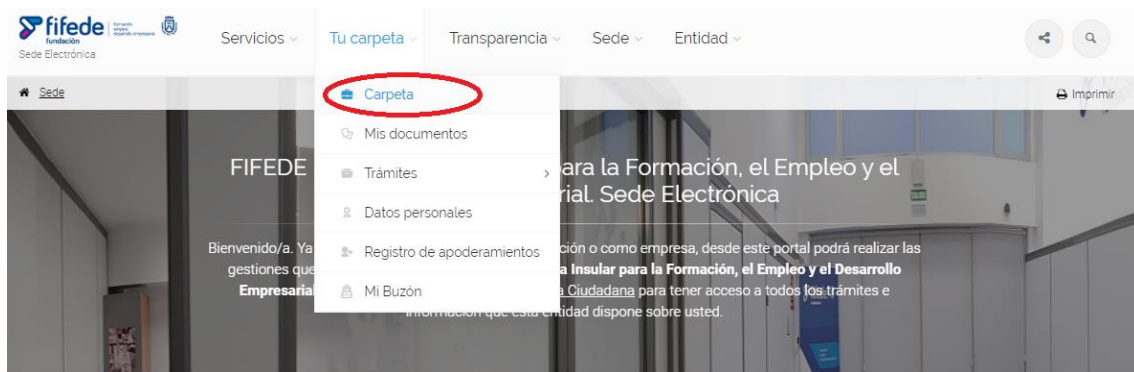 fifede
fundación
Sede Electrónica
Servicios
Tu carpeta
Transparencia
Sede
Entidad
Sede
Imprimir
Carpeta
Mis documentos
Trámites
Datos personales
Registro de apoderamientos
Mi Buzón
FIFEDE ara la Formación, el Empleo y el
rial. Sede Electrónica
Bienvenido/a. Ya ción o como empresa, desde este portal podrá realizar las
gestiones que a Insular para la Formación, el Empleo y el Desarrollo
Empresarial a Ciudadana para tener acceso a todos los trámites e
información que esta entidad dispone sobre usted.